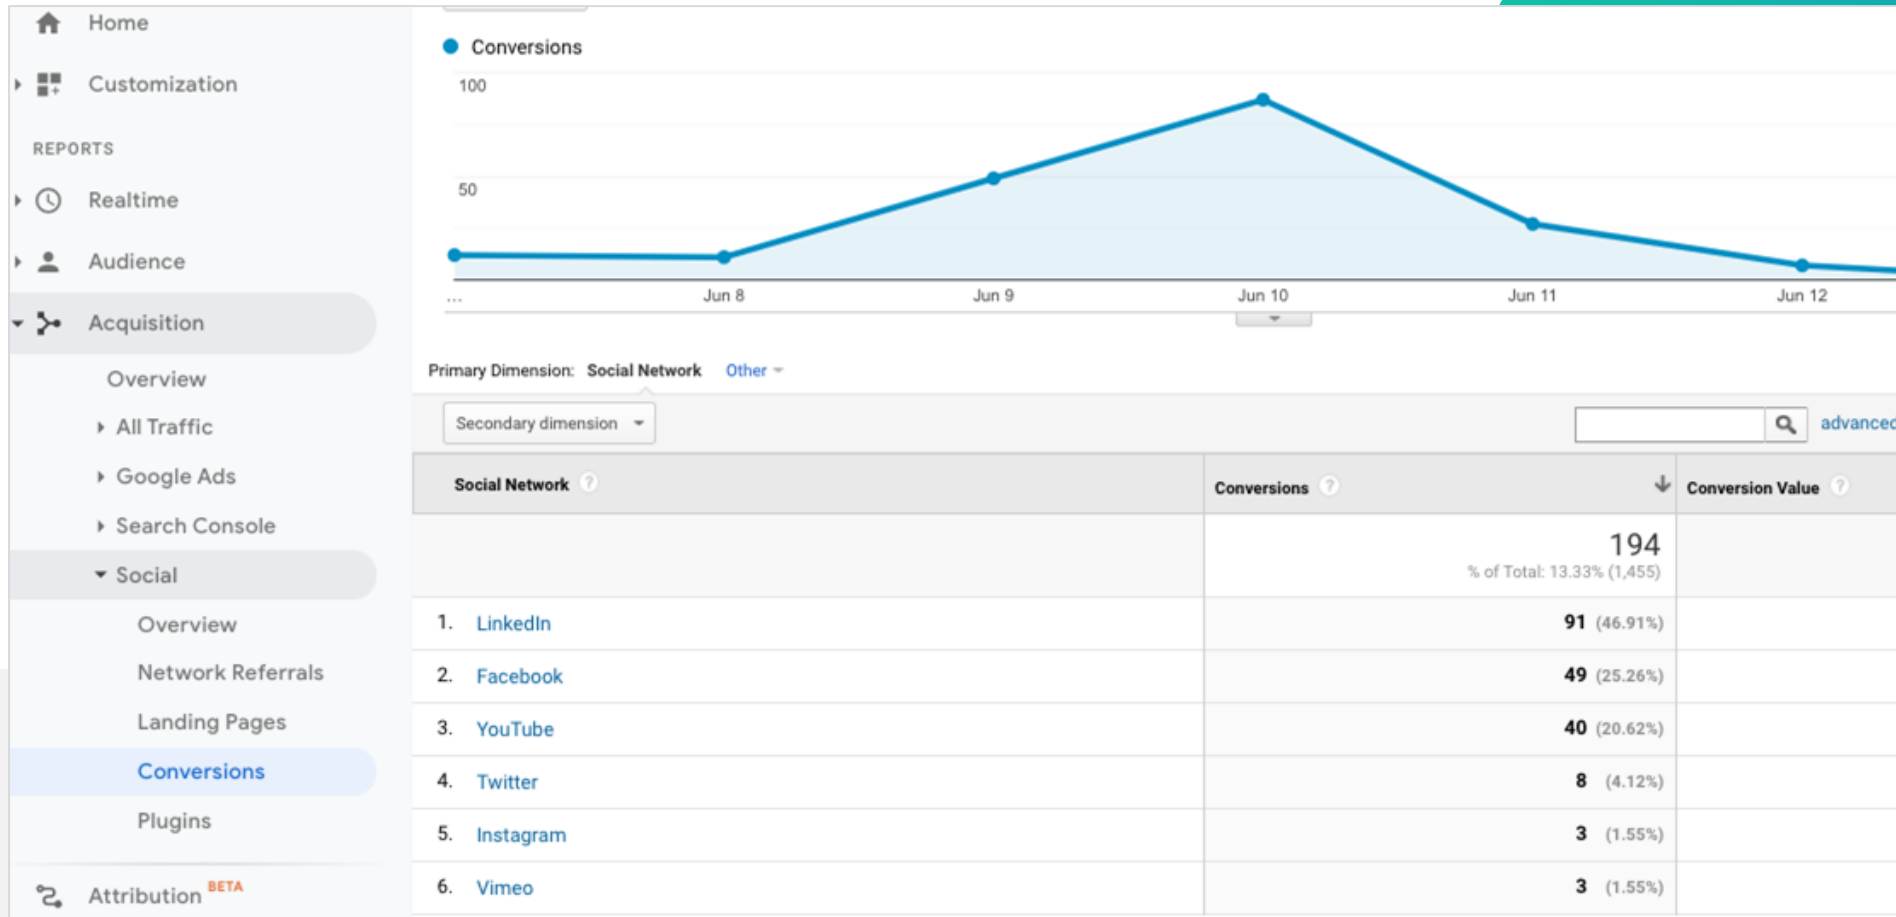 Home
Customization
REPORTS
Realtime
Audience
Acquisition
Overview
All Traffic
Google Ads
Search Console
Social
Overview
Network Referrals
Landing Pages
Conversions
Plugins
Attribution BETA
Conversions
100
50
... Jun 8 Jun 9 Jun 10 Jun 11 Jun 12
Primary Dimension: Social Network Other
Secondary dimension advanced
Social Network ? Conversions ? Conversion Value ?
194
% of Total: 13.33% (1,455)
1. LinkedIn 91 (46.91%)
2. Facebook 49 (25.26%)
3. YouTube 40 (20.62%)
4. Twitter 8 (4.12%)
5. Instagram 3 (1.55%)
6. Vimeo 3 (1.55%)